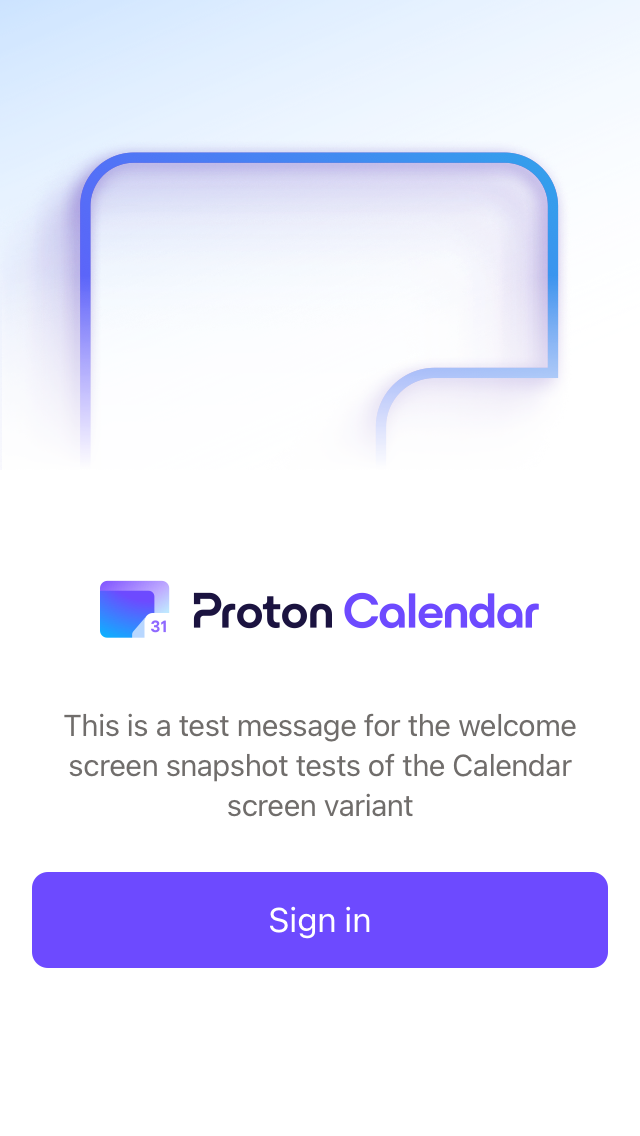 31
Proton Calendar
This is a test message for the welcome
screen snapshot tests of the Calendar
screen variant
Sign in